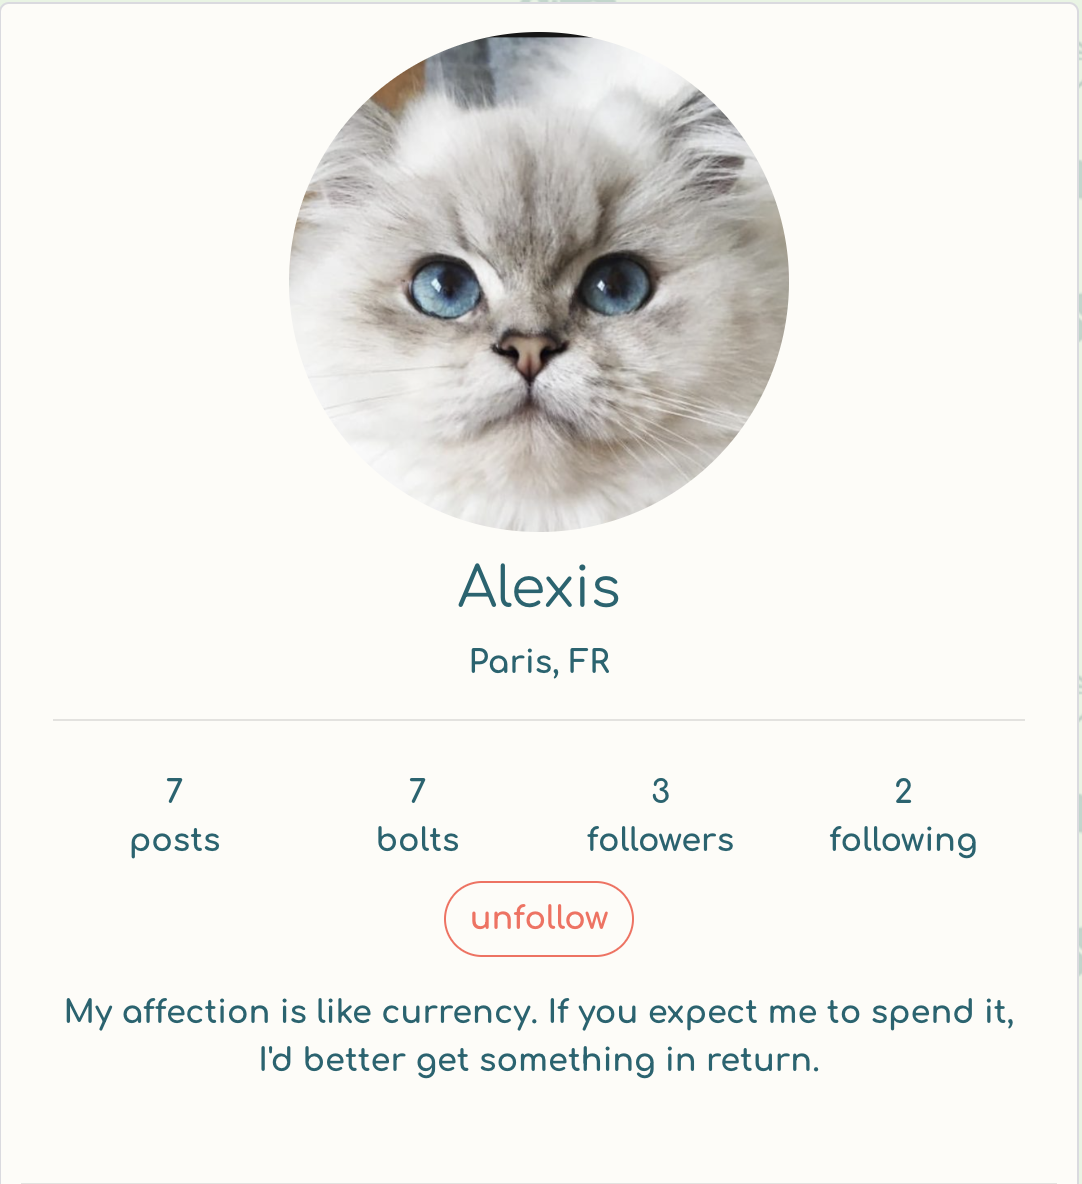 Alexis
Paris, FR
7 7 3 2
posts bolts followers following
unfollow
My affection is like currency. If you expect me to spend it,
I'd better get something in return.